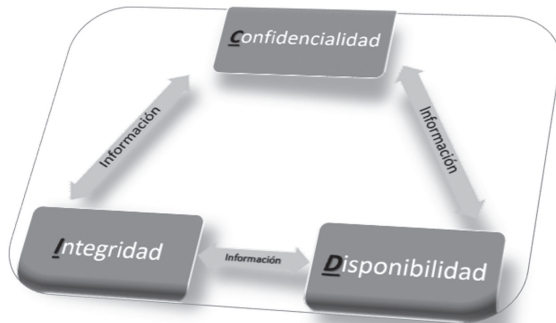 Confidencialidad
Información
Información
Integridad
Información
Disponibilidad